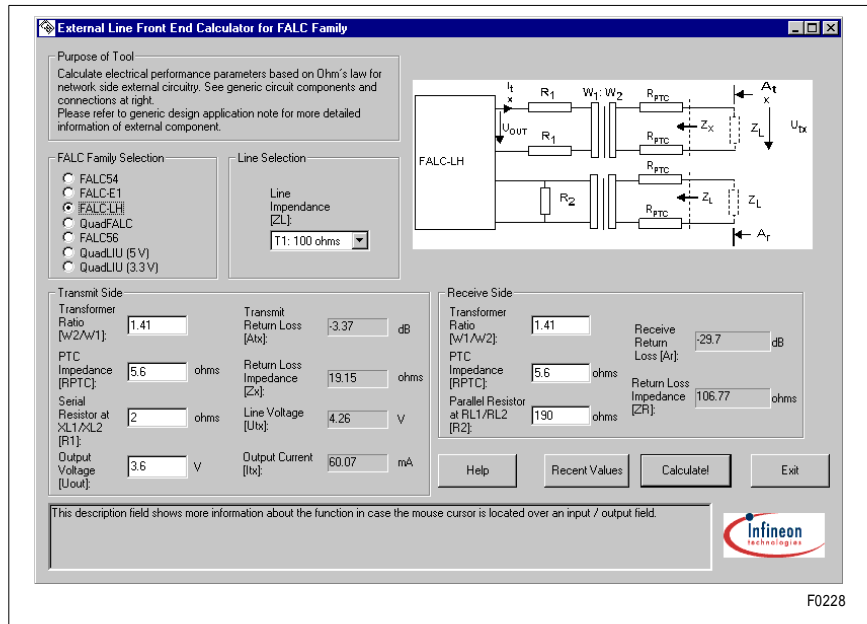 External Line Front End Calculator for FALC Family
Purpose of Tool
Calculate electrical performance parameters based on Ohm's law for
network side external circuitry. See generic circuit components and
connections at right.
Please refer to generic design application note for more detailed
information of external component.
FALC Family Selection
FALC54
FALC-E1
FALC-LH
QuadFALC
FALC56
QuadLIU (5 V)
QuadLIU (3.3 V)
Line Selection
Line
Impendance
[ZL]:
T1: 100 ohms
FALC-LH
It
x
UOUT
R1
R1
W1: W2
RPTC
RPTC
ZX
ZL
At
x
Utx
R2
RPTC
RPTC
ZL
ZL
Ar
Transmit Side
Transformer
Ratio
[W2/W1]:
1.41
PTC
Impedance
[RPTC]:
5.6
ohms
Serial
Resistor at
XL1/XL2
[R1]:
2
ohms
Output
Voltage
[Uout]:
3.6
V
Transmit
Return Loss
[Atx]:
-3.37
dB
Return Loss
Impedance
[Zx]:
19.15
ohms
Line Voltage
[Utx]:
4.26
V
Output Current
[Itx]:
60.07
mA
Receive Side
Transformer
Ratio
[W1/W2]:
1.41
PTC
Impedance
[RPTC]:
5.6
ohms
Parallel Resistor
at RL1/RL2
[R2]:
190
ohms
Receive
Return
Loss [Ar]:
-29.7
dB
Return Loss
Impedance
[ZR]:
106.77
ohms
Help
Recent Values
Calculate!
Exit
This description field shows more information about the function in case the mouse cursor is located over an input / output field.
Infineon
technologies
F0228